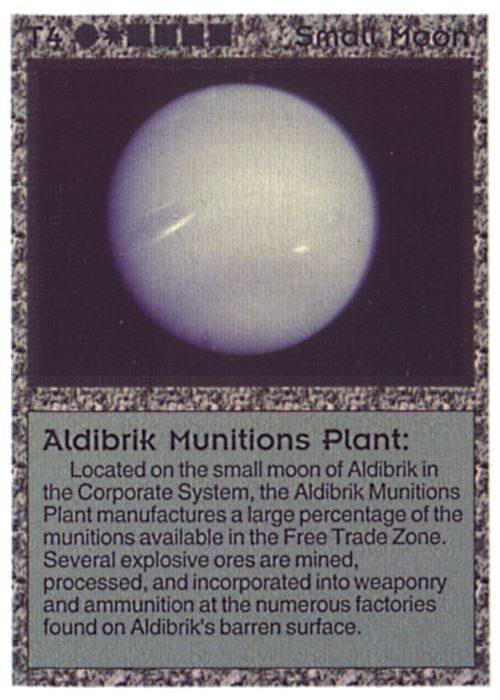 T4 Small Moon
Aldibrik Munitions Plant:
Located on the small moon of Aldibrik in
the Corporate System, the Aldibrik Munitions
Plant manufactures a large percentage of the
munitions available in the Free Trade Zone.
Several explosive ores are mined,
processed, and incorporated into weaponry
and ammunition at the numerous factories
found on Aldibrik's barren surface.